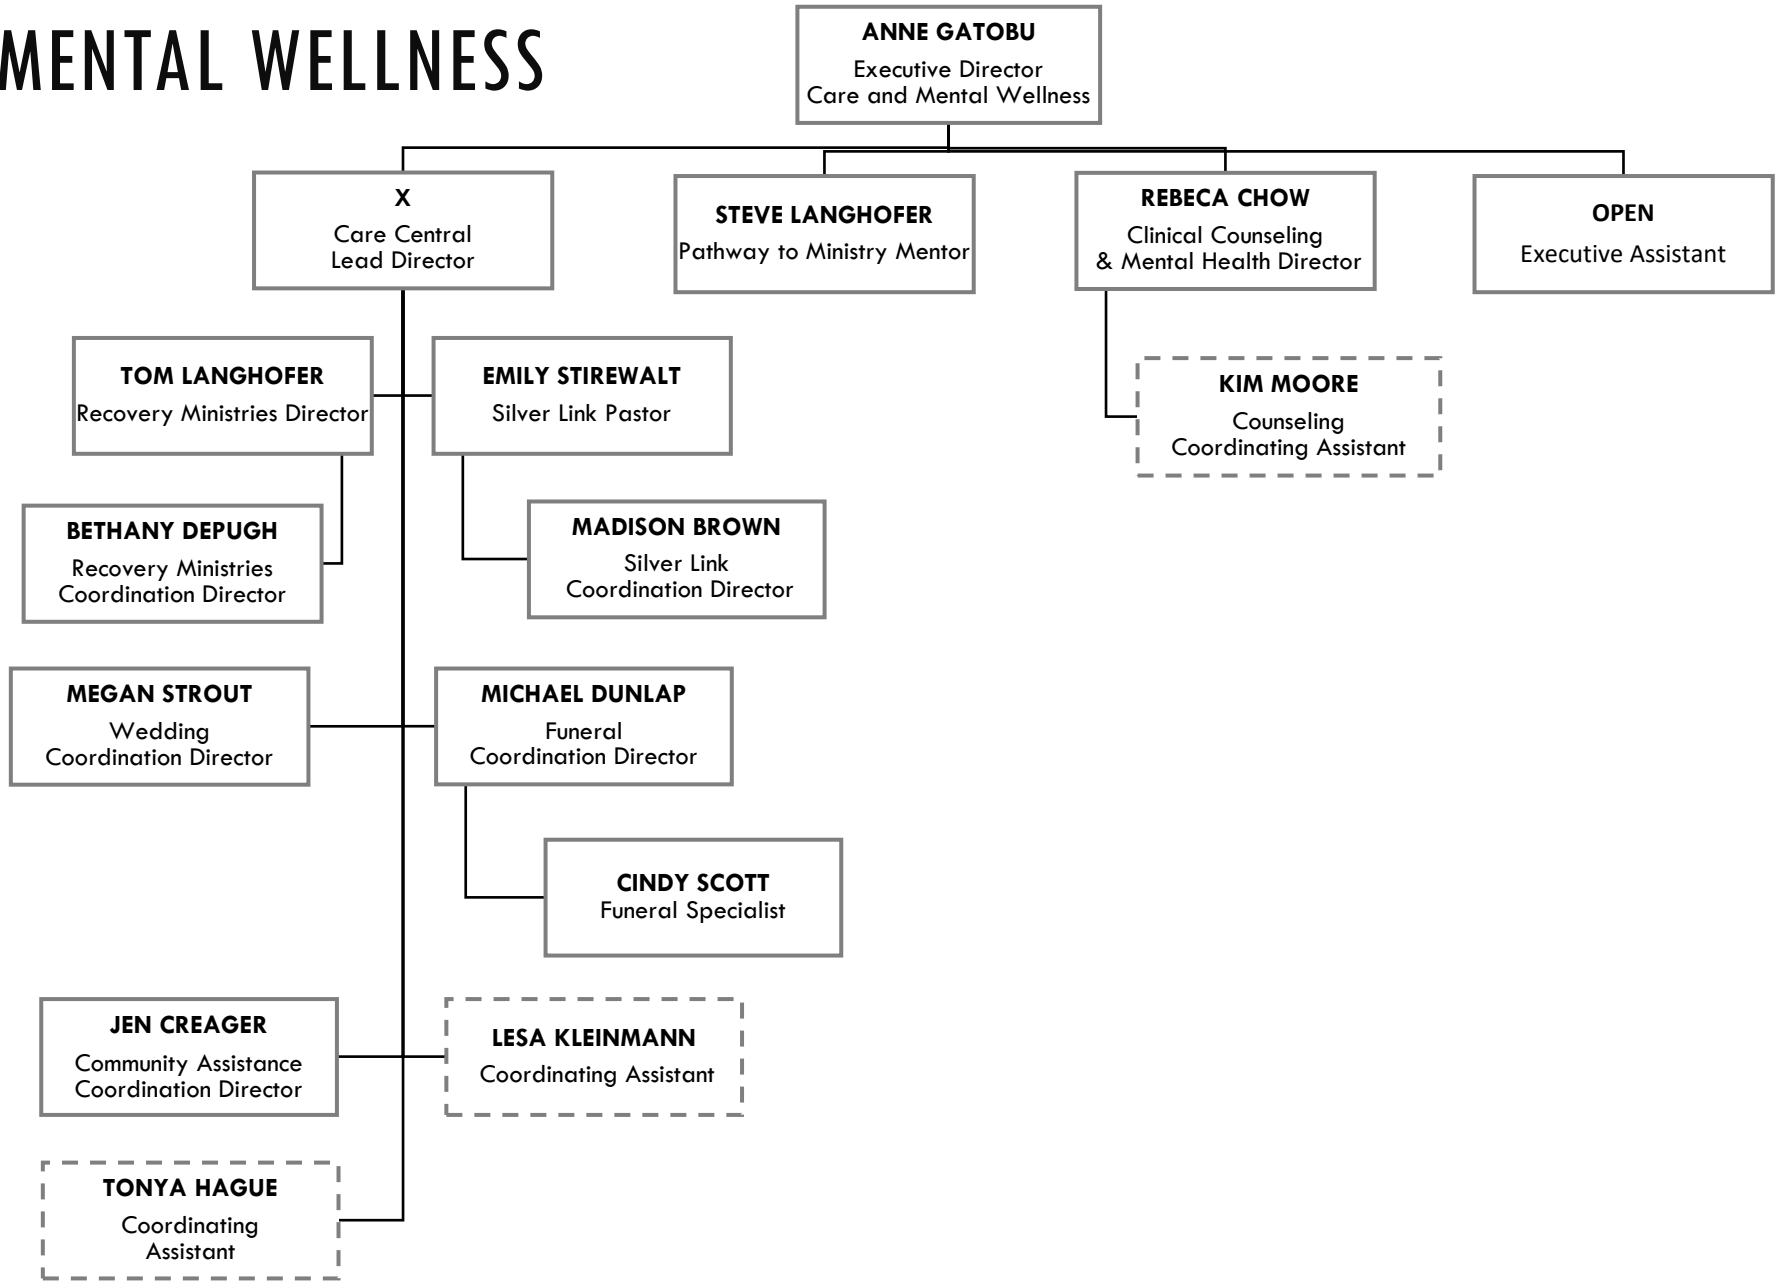 MENTAL WELLNESS
ANNE GATOBU
Executive Director
Care and Mental Wellness
X
Care Central
Lead Director
STEVE LANGHOFER
Pathway to Ministry Mentor
REBECA CHOW
Clinical Counseling
& Mental Health Director
OPEN
Executive Assistant
TOM LANGHOFER
Recovery Ministries Director
EMILY STIREWALT
Silver Link Pastor
KIM MOORE
Counseling
Coordinating Assistant
BETHANY DEPUGH
Recovery Ministries
Coordination Director
MADISON BROWN
Silver Link
Coordination Director
MEGAN STROUT
Wedding
Coordination Director
MICHAEL DUNLAP
Funeral
Coordination Director
CINDY SCOTT
Funeral Specialist
JEN CREAGER
Community Assistance
Coordination Director
LESA KLEINMANN
Coordinating Assistant
TONYA HAGUE
Coordinating
Assistant